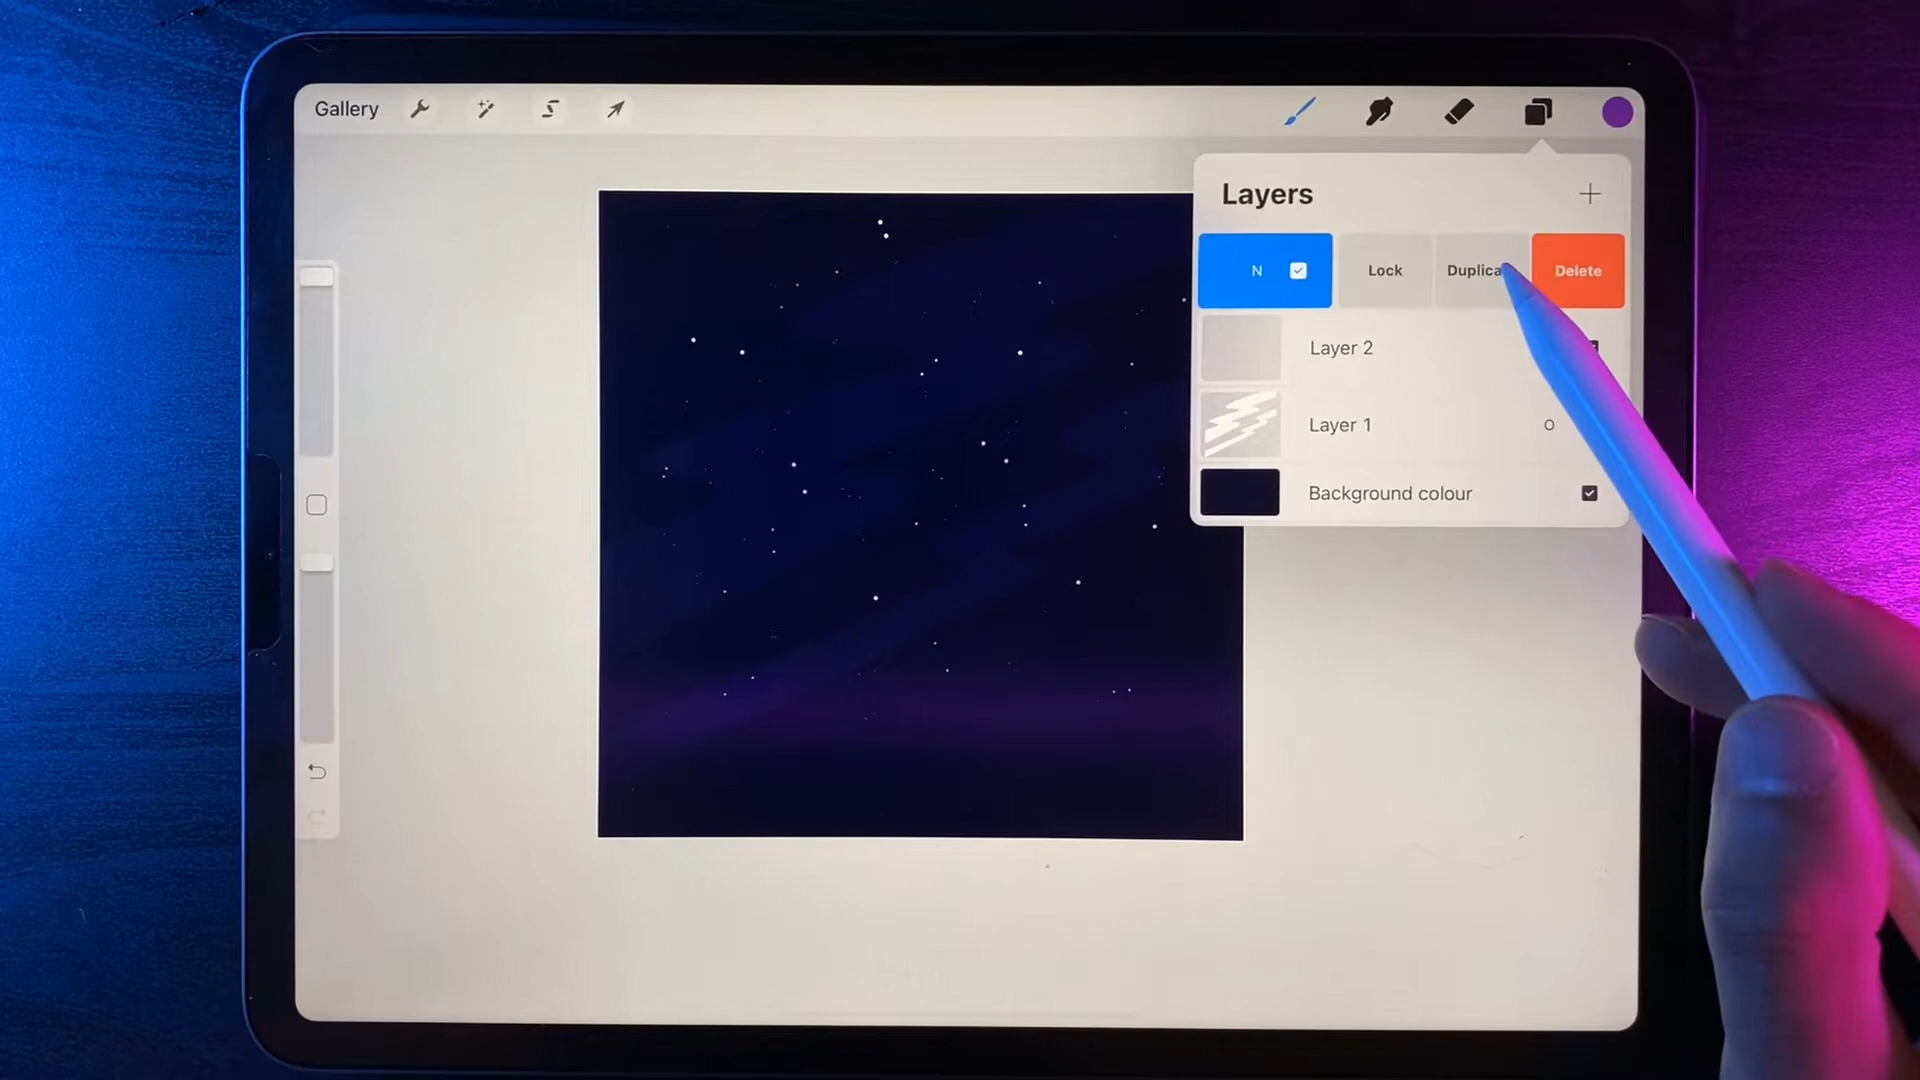 Gallery
Layers
N
Lock
Duplica
Delete
Layer 2
Layer 1
O
Background colour